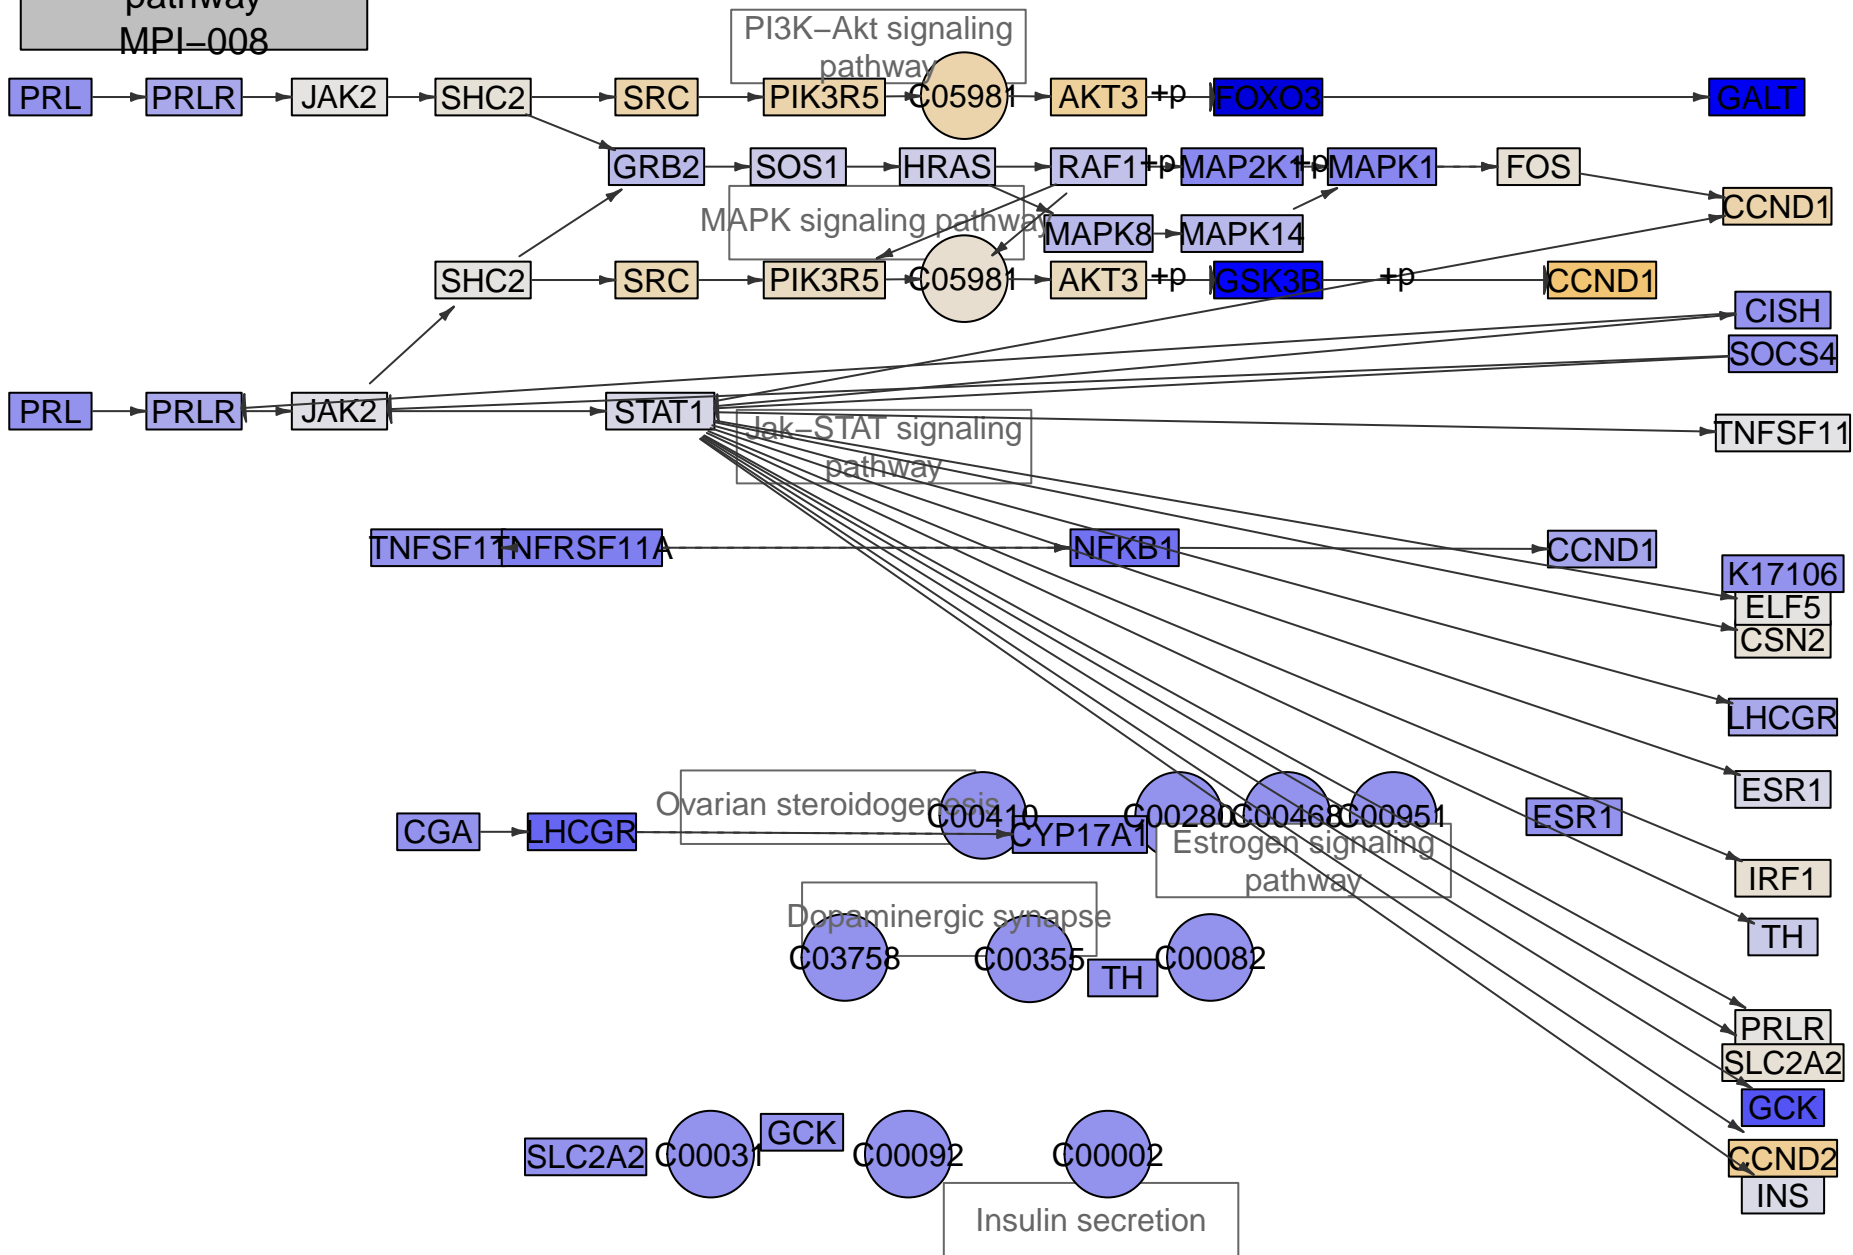 pathway
MPI−008
PI3K−Akt signaling
pathway
PRL
PRLR
JAK2
SHC2
SRC
PIK3R5
C05981
AKT3
+p
FOXO3
GALT
GRB2
SOS1
HRAS
RAF1
+p
MAP2K1
+p
MAPK1
FOS
CCND1
MAPK signaling pathway
MAPK8
MAPK14
SHC2
SRC
PIK3R5
C05981
AKT3
+p
GSK3B
+p
CCND1
CISH
SOCS4
PRL
PRLR
JAK2
STAT1
Jak−STAT signaling
pathway
TNFSF11
TNFSF11
TNFRSF11A
NFKB1
CCND1
K17106
ELF5
CSN2
LHCGR
ESR1
Ovarian steroidogenesis
C00410
C00280
C00468
C00951
ESR1
CGA
LHCGR
CYP17A1
Estrogen signaling
pathway
IRF1
Dopaminergic synapse
TH
C03758
C00355
TH
C00082
PRLR
SLC2A2
GCK
GCK
SLC2A2
C00031
C00092
C00002
CCND2
INS
Insulin secretion